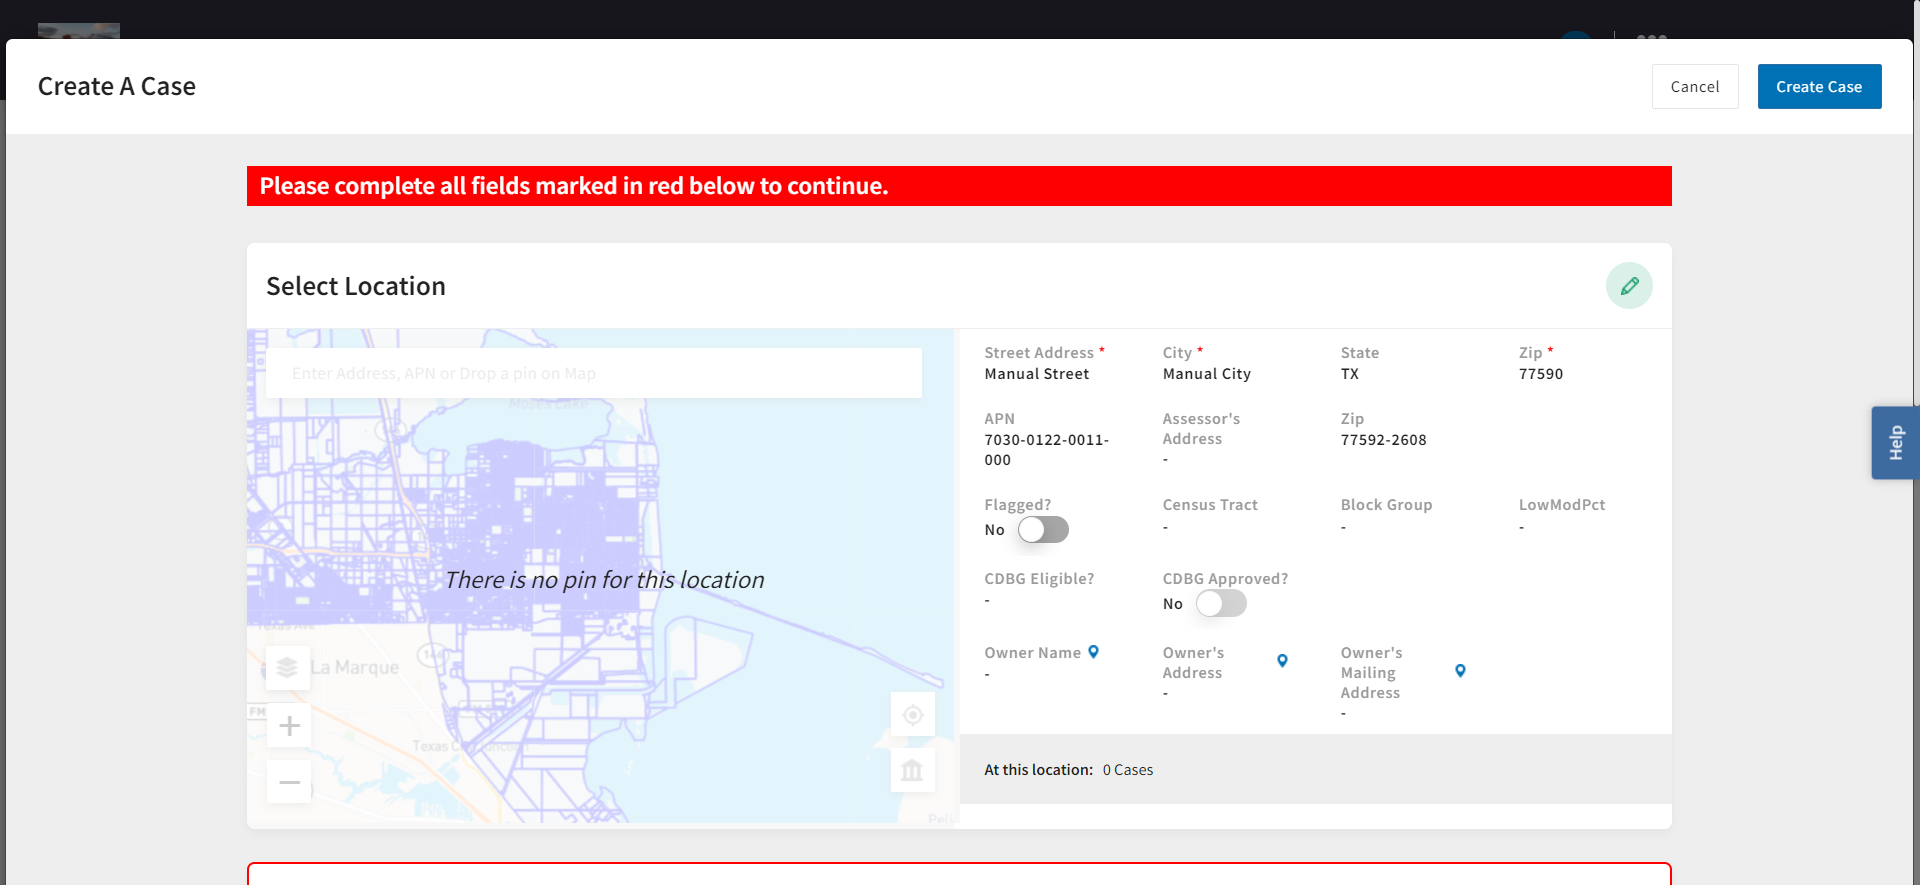 Create A Case
Cancel
Create Case
Please complete all fields marked in red below to continue.
Select Location
Enter Address, APN or Drop a pin on Map
Moses Lake
There is no pin for this location
La Marque
146
FM
Street Address *
Manual Street
City *
Manual City
State
TX
Zip *
77590
APN
7030-0122-0011-
000
Assessor's
Address
-
Zip
77592-2608
Flagged?
No
Census Tract
-
Block Group
-
LowModPct
-
CDBG Eligible?
-
CDBG Approved?
No
Owner Name
-
Owner's
Address
-
Owner's
Mailing
Address
-
At this location: 0 Cases
Help